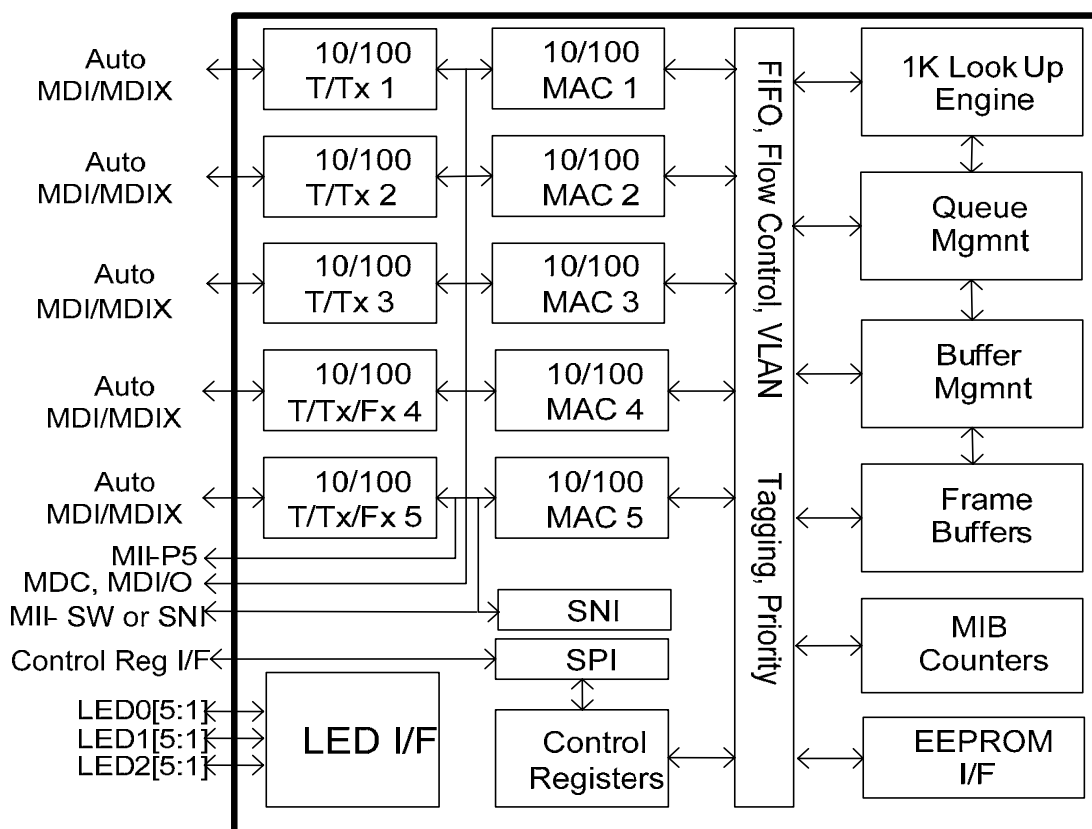 Auto
MDI/MDIX
10/100
T/Tx 1
10/100
MAC 1
1K Look Up
Engine
Auto
MDI/MDIX
10/100
T/Tx 2
10/100
MAC 2
Queue
Mgmnt
Auto
MDI/MDIX
10/100
T/Tx 3
10/100
MAC 3
Auto
MDI/MDIX
10/100
T/Tx/Fx 4
10/100
MAC 4
Buffer
Mgmnt
Auto
MDI/MDIX
10/100
T/Tx/Fx 5
10/100
MAC 5
Frame
Buffers
FIFO, Flow Control, VLAN Tagging, Priority
MII-P5
MDC, MDI/O
MII- SW or SNI
SNI
MIB
Counters
Control Reg I/F
SPI
LED0[5:1]
LED1[5:1]
LED2[5:1]
LED I/F
Control
Registers
EEPROM
I/F